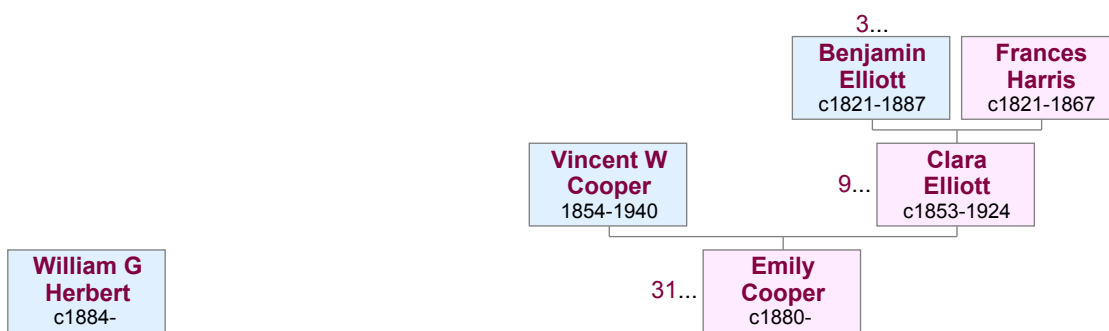 3...
Benjamin
Elliott
c1821-1887
Frances
Harris
c1821-1867
Vincent W
Cooper
1854-1940
9...
Clara
Elliott
c1853-1924
William G
Herbert
c1884-
31...
Emily
Cooper
c1880-